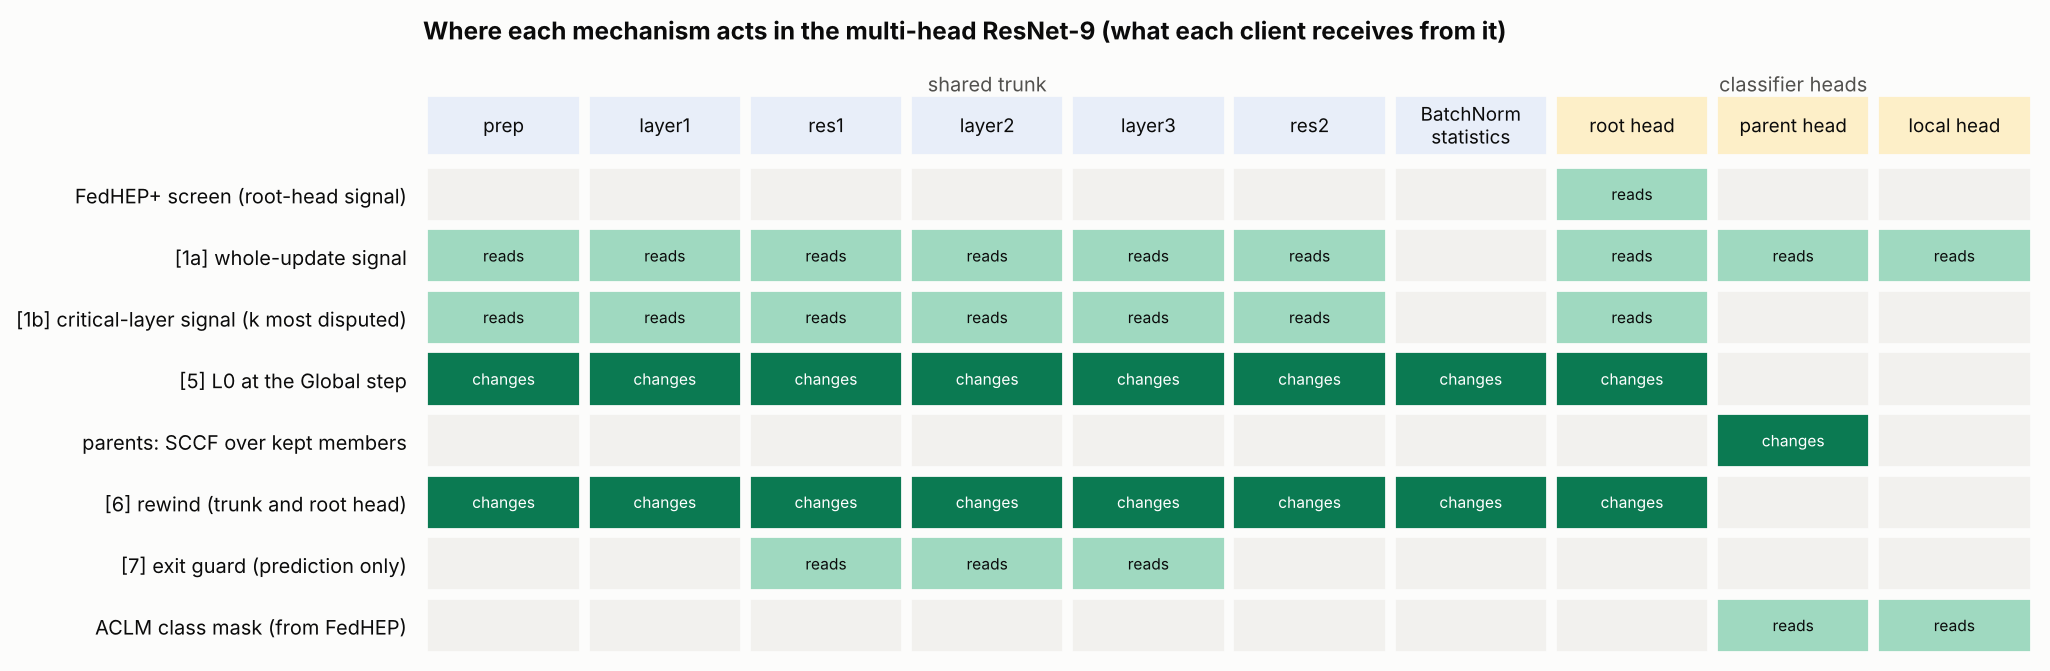 Where each mechanism acts in the multi-head ResNet-9 (what each client receives from it)
shared trunk classifier heads
prep layer1 res1 layer2 layer3 res2 BatchNorm statistics root head parent head local head
FedHEP+ screen (root-head signal) reads
[1a] whole-update signal reads reads reads reads reads reads reads reads reads
[1b] critical-layer signal (k most disputed) reads reads reads reads reads reads reads
[5] L0 at the Global step changes changes changes changes changes changes changes changes
parents: SCCF over kept members changes
[6] rewind (trunk and root head) changes changes changes changes changes changes changes changes
[7] exit guard (prediction only) reads reads reads
ACLM class mask (from FedHEP) reads reads